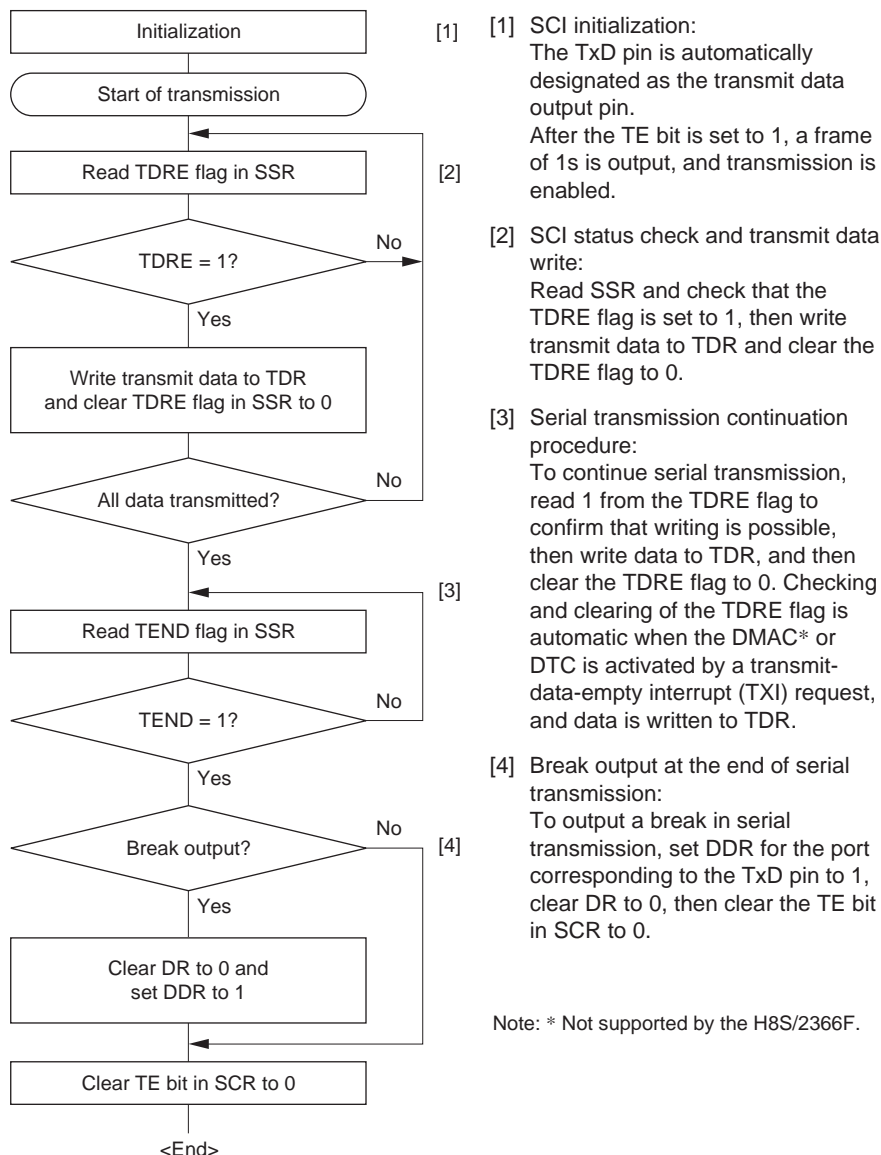 Initialization
[1]
Start of transmission
Read TDRE flag in SSR
[2]
TDRE = 1?
No
Yes
Write transmit data to TDR
and clear TDRE flag in SSR to 0
All data transmitted?
No
Yes
[3]
Read TEND flag in SSR
TEND = 1?
No
Yes
Break output?
No
[4]
Yes
Clear DR to 0 and
set DDR to 1
Clear TE bit in SCR to 0
<End>
[1] SCI initialization:
The TxD pin is automatically
designated as the transmit data
output pin.
After the TE bit is set to 1, a frame
of 1s is output, and transmission is
enabled.
[2] SCI status check and transmit data
write:
Read SSR and check that the
TDRE flag is set to 1, then write
transmit data to TDR and clear the
TDRE flag to 0.
[3] Serial transmission continuation
procedure:
To continue serial transmission,
read 1 from the TDRE flag to
confirm that writing is possible,
then write data to TDR, and then
clear the TDRE flag to 0. Checking
and clearing of the TDRE flag is
automatic when the DMAC* or
DTC is activated by a transmit-
data-empty interrupt (TXI) request,
and data is written to TDR.
[4] Break output at the end of serial
transmission:
To output a break in serial
transmission, set DDR for the port
corresponding to the TxD pin to 1,
clear DR to 0, then clear the TE bit
in SCR to 0.
Note: * Not supported by the H8S/2366F.